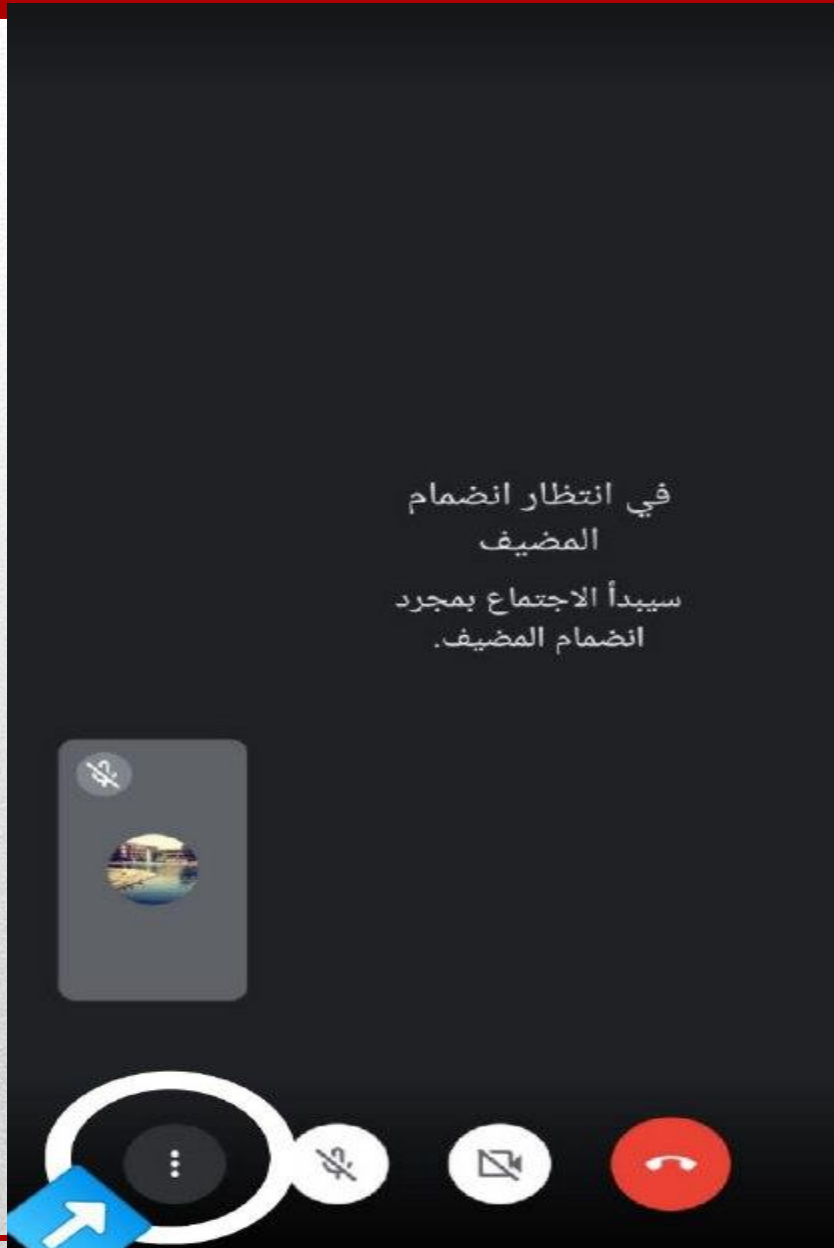 في انتظار انضمام
المضيف
سيبدأ الاجتماع بمجرد
انضمام المضيف.